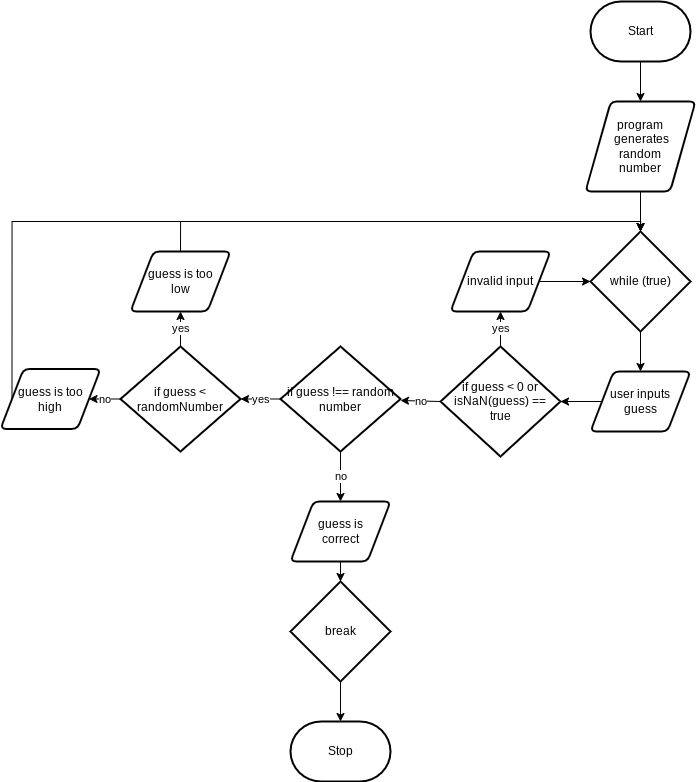 Start
program
generates
random
number
while (true)
user inputs
guess
if guess < 0 or
isNaN(guess) ==
true
yes
invalid input
no
if guess !== random
number
yes
if guess <
randomNumber
yes
guess is too
low
no
guess is too
high
no
guess is
correct
break
Stop